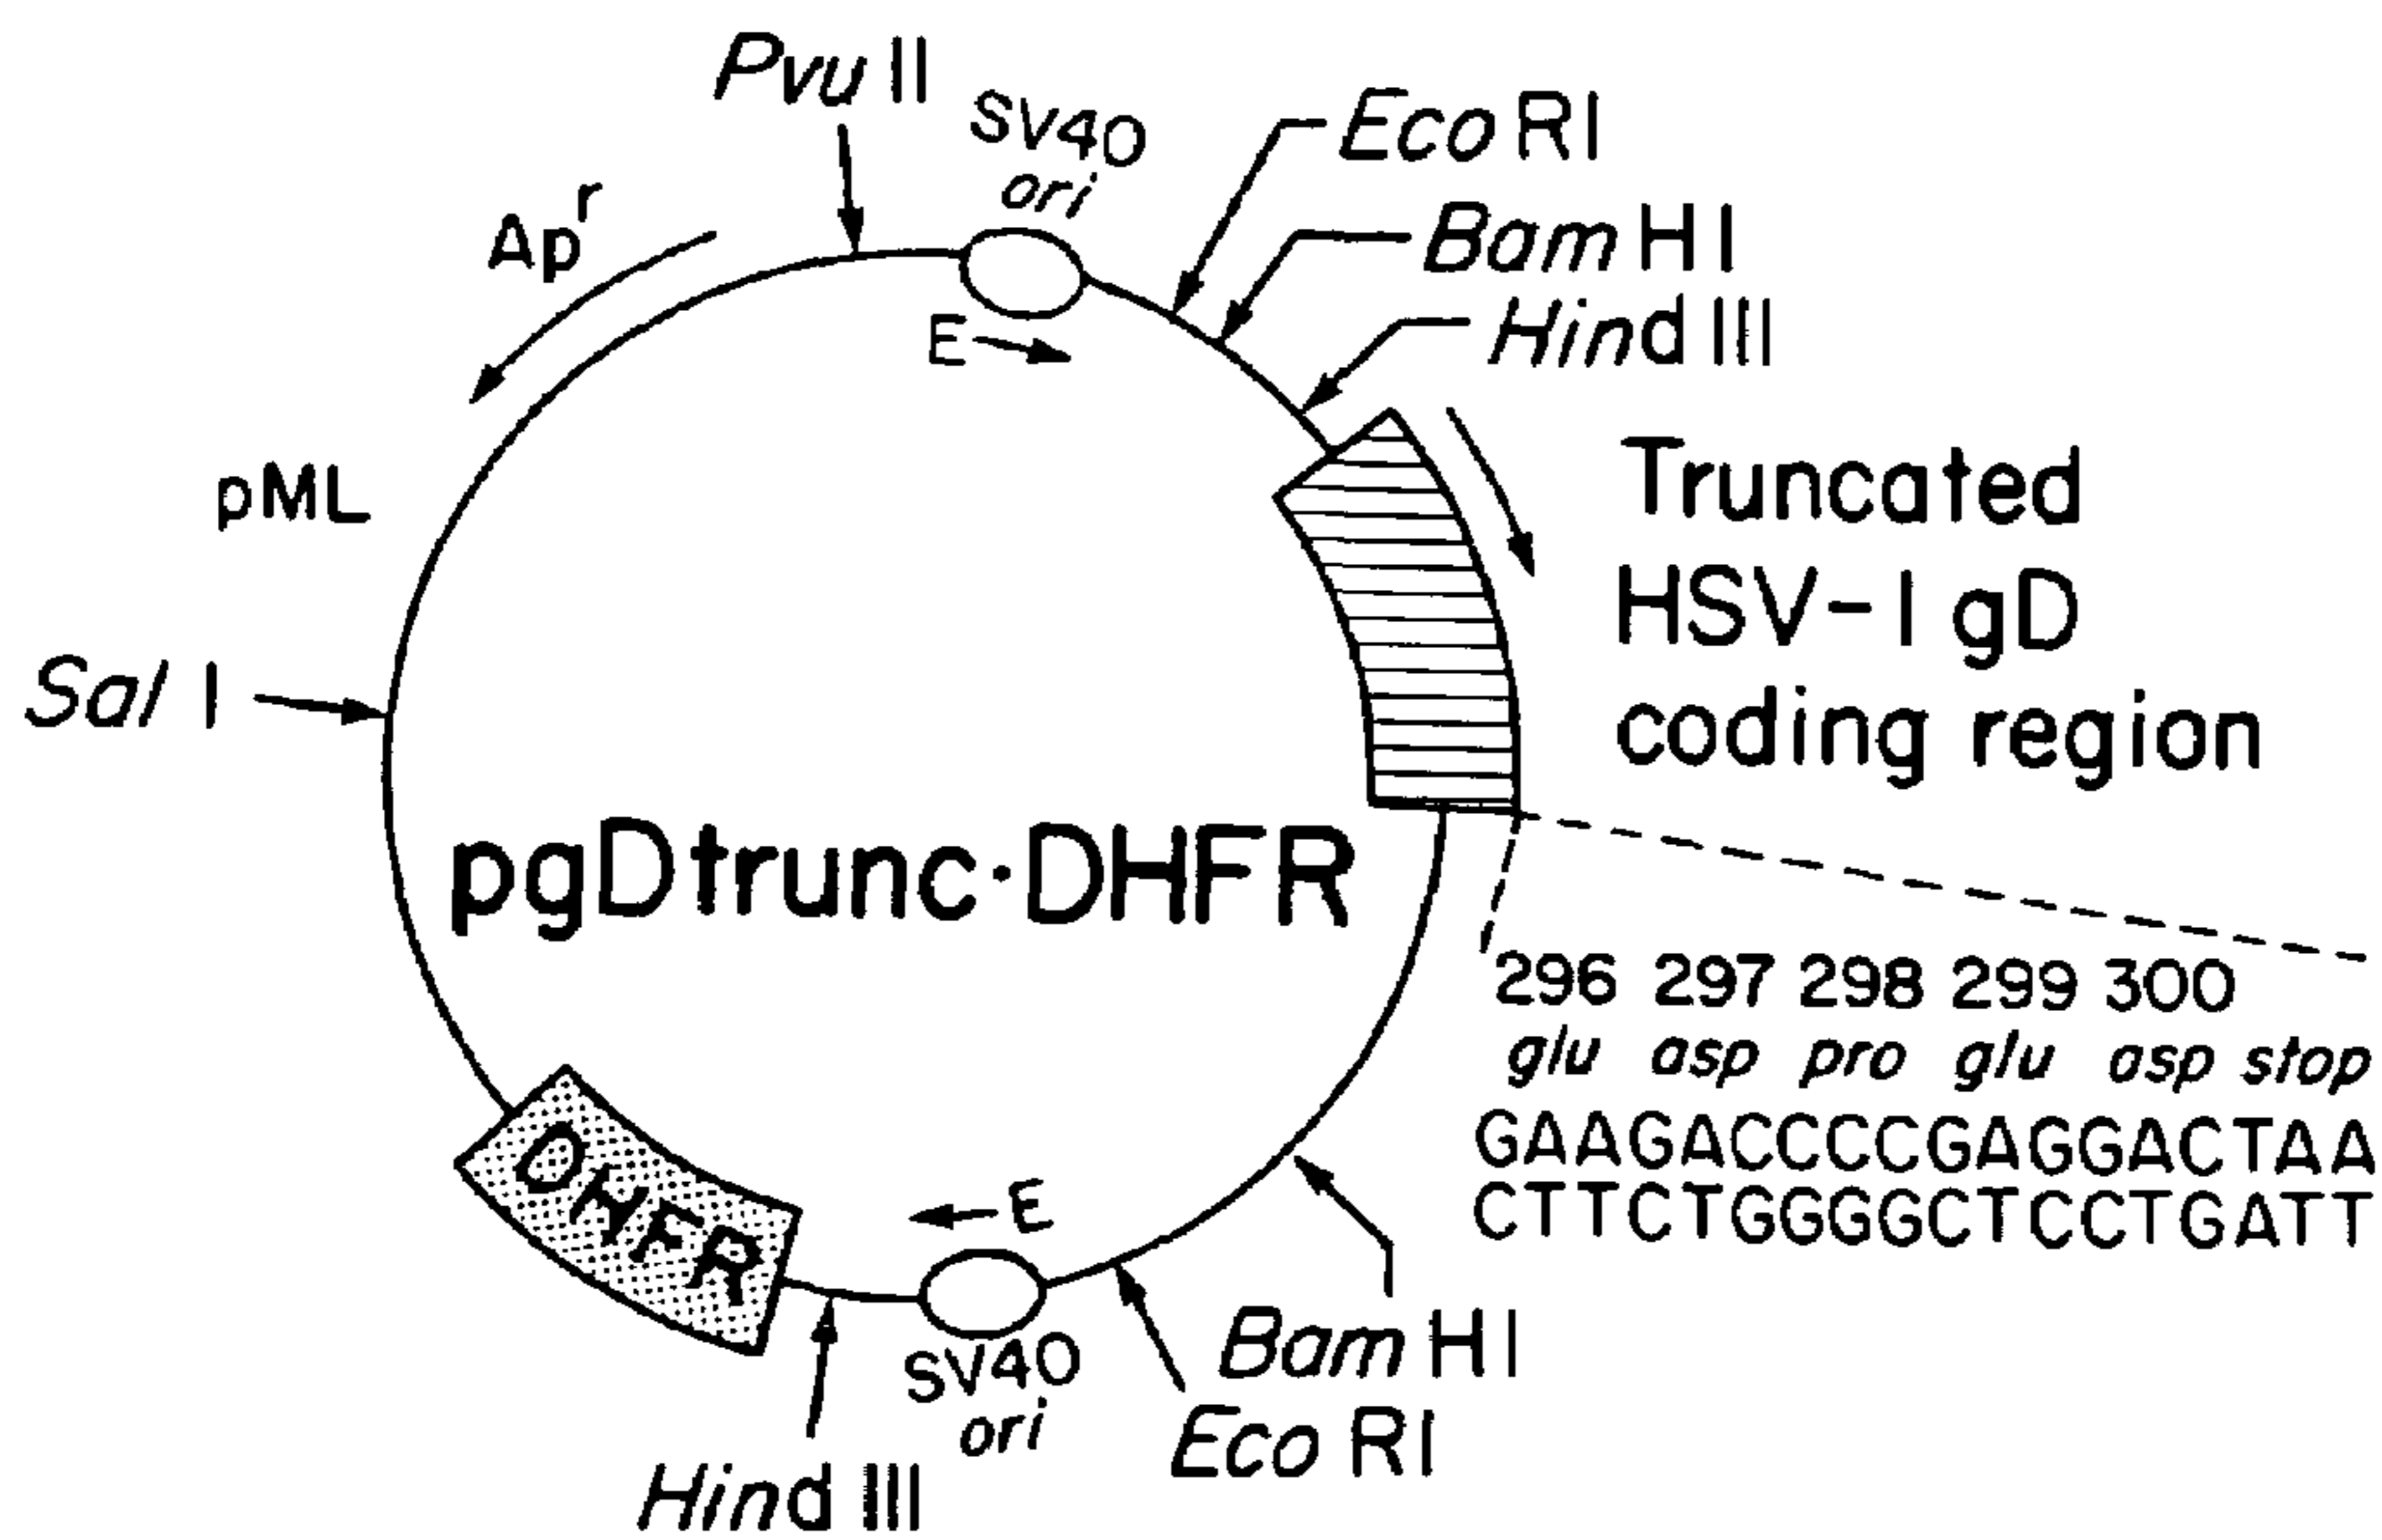 Pvu II
SV40
ori
E
Eco RI
Bam HI
Hind III
Apʳ
pML
Truncated
HSV-1 gD
coding region
Sal I
pgDtrunc·DHFR
296 297 298 299 300
glu asp pro glu asp stop
GAAGACCCCGAGGACTAA
CTTCTGGGGCTCCTGATT
DHFR
E
SV40
ori
Bam HI
Eco RI
Hind III